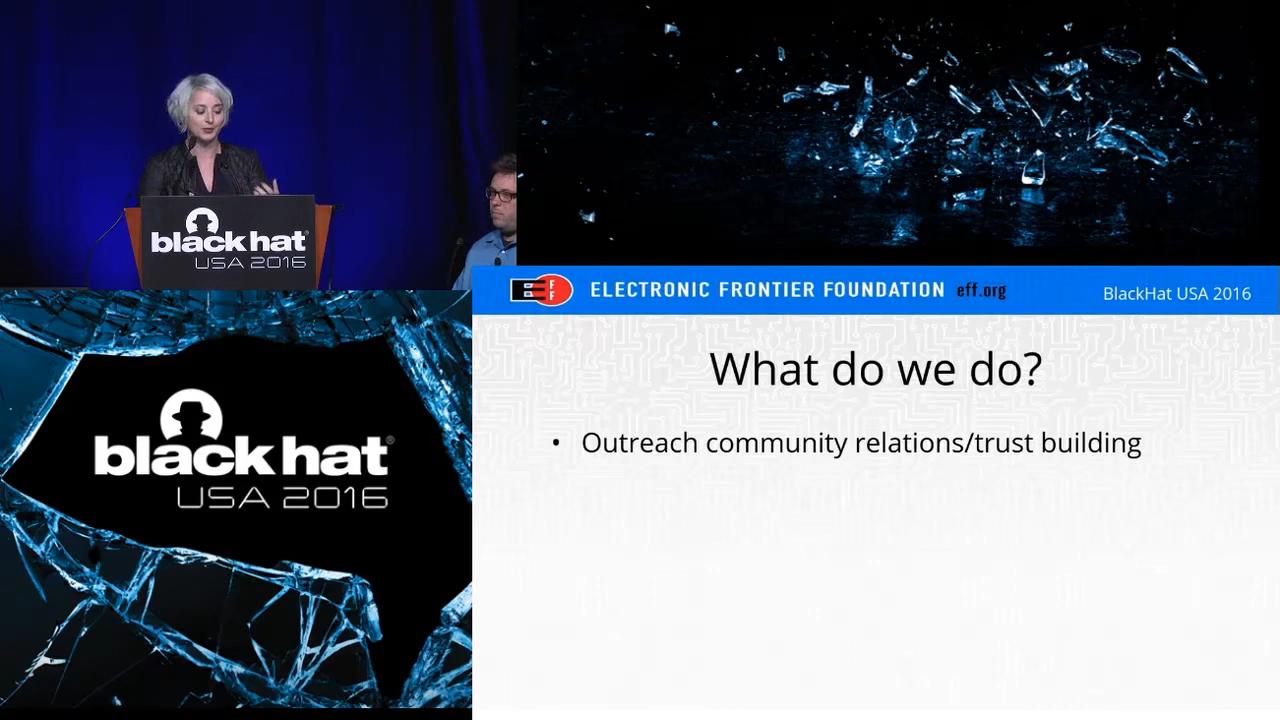 black hat
USA 2016
E F
F
ELECTRONIC FRONTIER FOUNDATION eff.org
BlackHat USA 2016
What do we do?
• Outreach community relations/trust building
black hat®
USA 2016